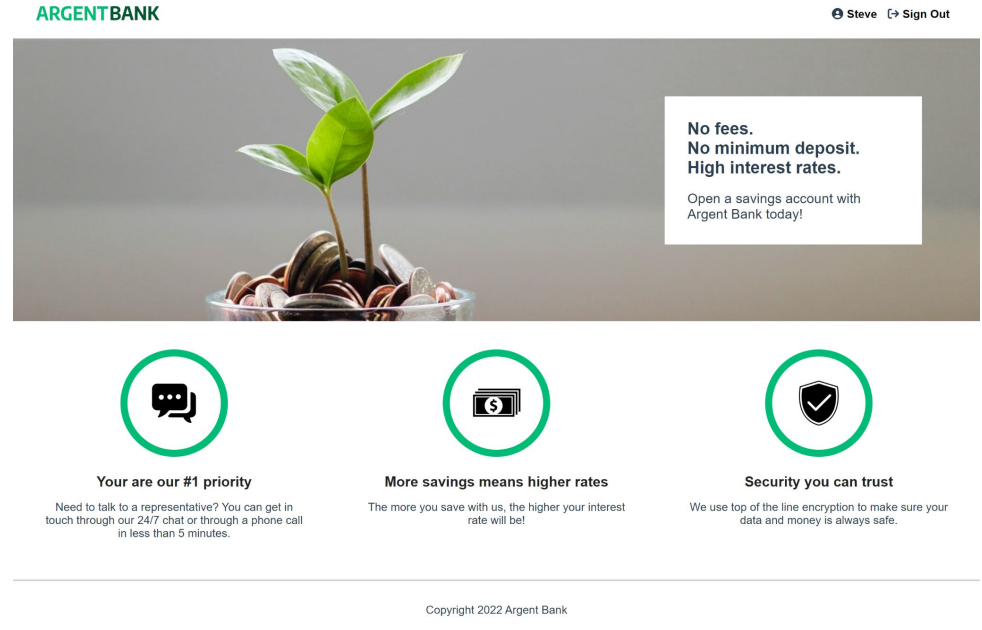 ARGENTBANK
Steve Sign Out
No fees.
No minimum deposit.
High interest rates.
Open a savings account with
Argent Bank today!
Your are our #1 priority
Need to talk to a representative? You can get in
touch through our 24/7 chat or through a phone call
in less than 5 minutes.
$
More savings means higher rates
The more you save with us, the higher your interest
rate will be!
Security you can trust
We use top of the line encryption to make sure your
data and money is always safe.
Copyright 2022 Argent Bank